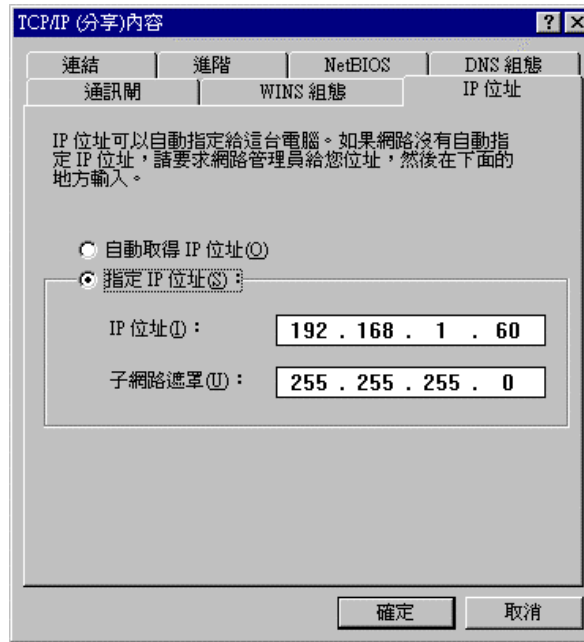 TCP/IP (分享)內容
連結 進階 NetBIOS DNS 組態
通訊閘 WINS 組態 IP 位址
IP 位址可以自動指定給這台電腦。如果網路沒有自動指
定 IP 位址，請要求網路管理員給您位址，然後在下面的
地方輸入。
自動取得 IP 位址(O)
指定 IP 位址(S)：
IP 位址(I)： 192 . 168 . 1 . 60
子網路遮罩(U)： 255 . 255 . 255 . 0
確定 取消